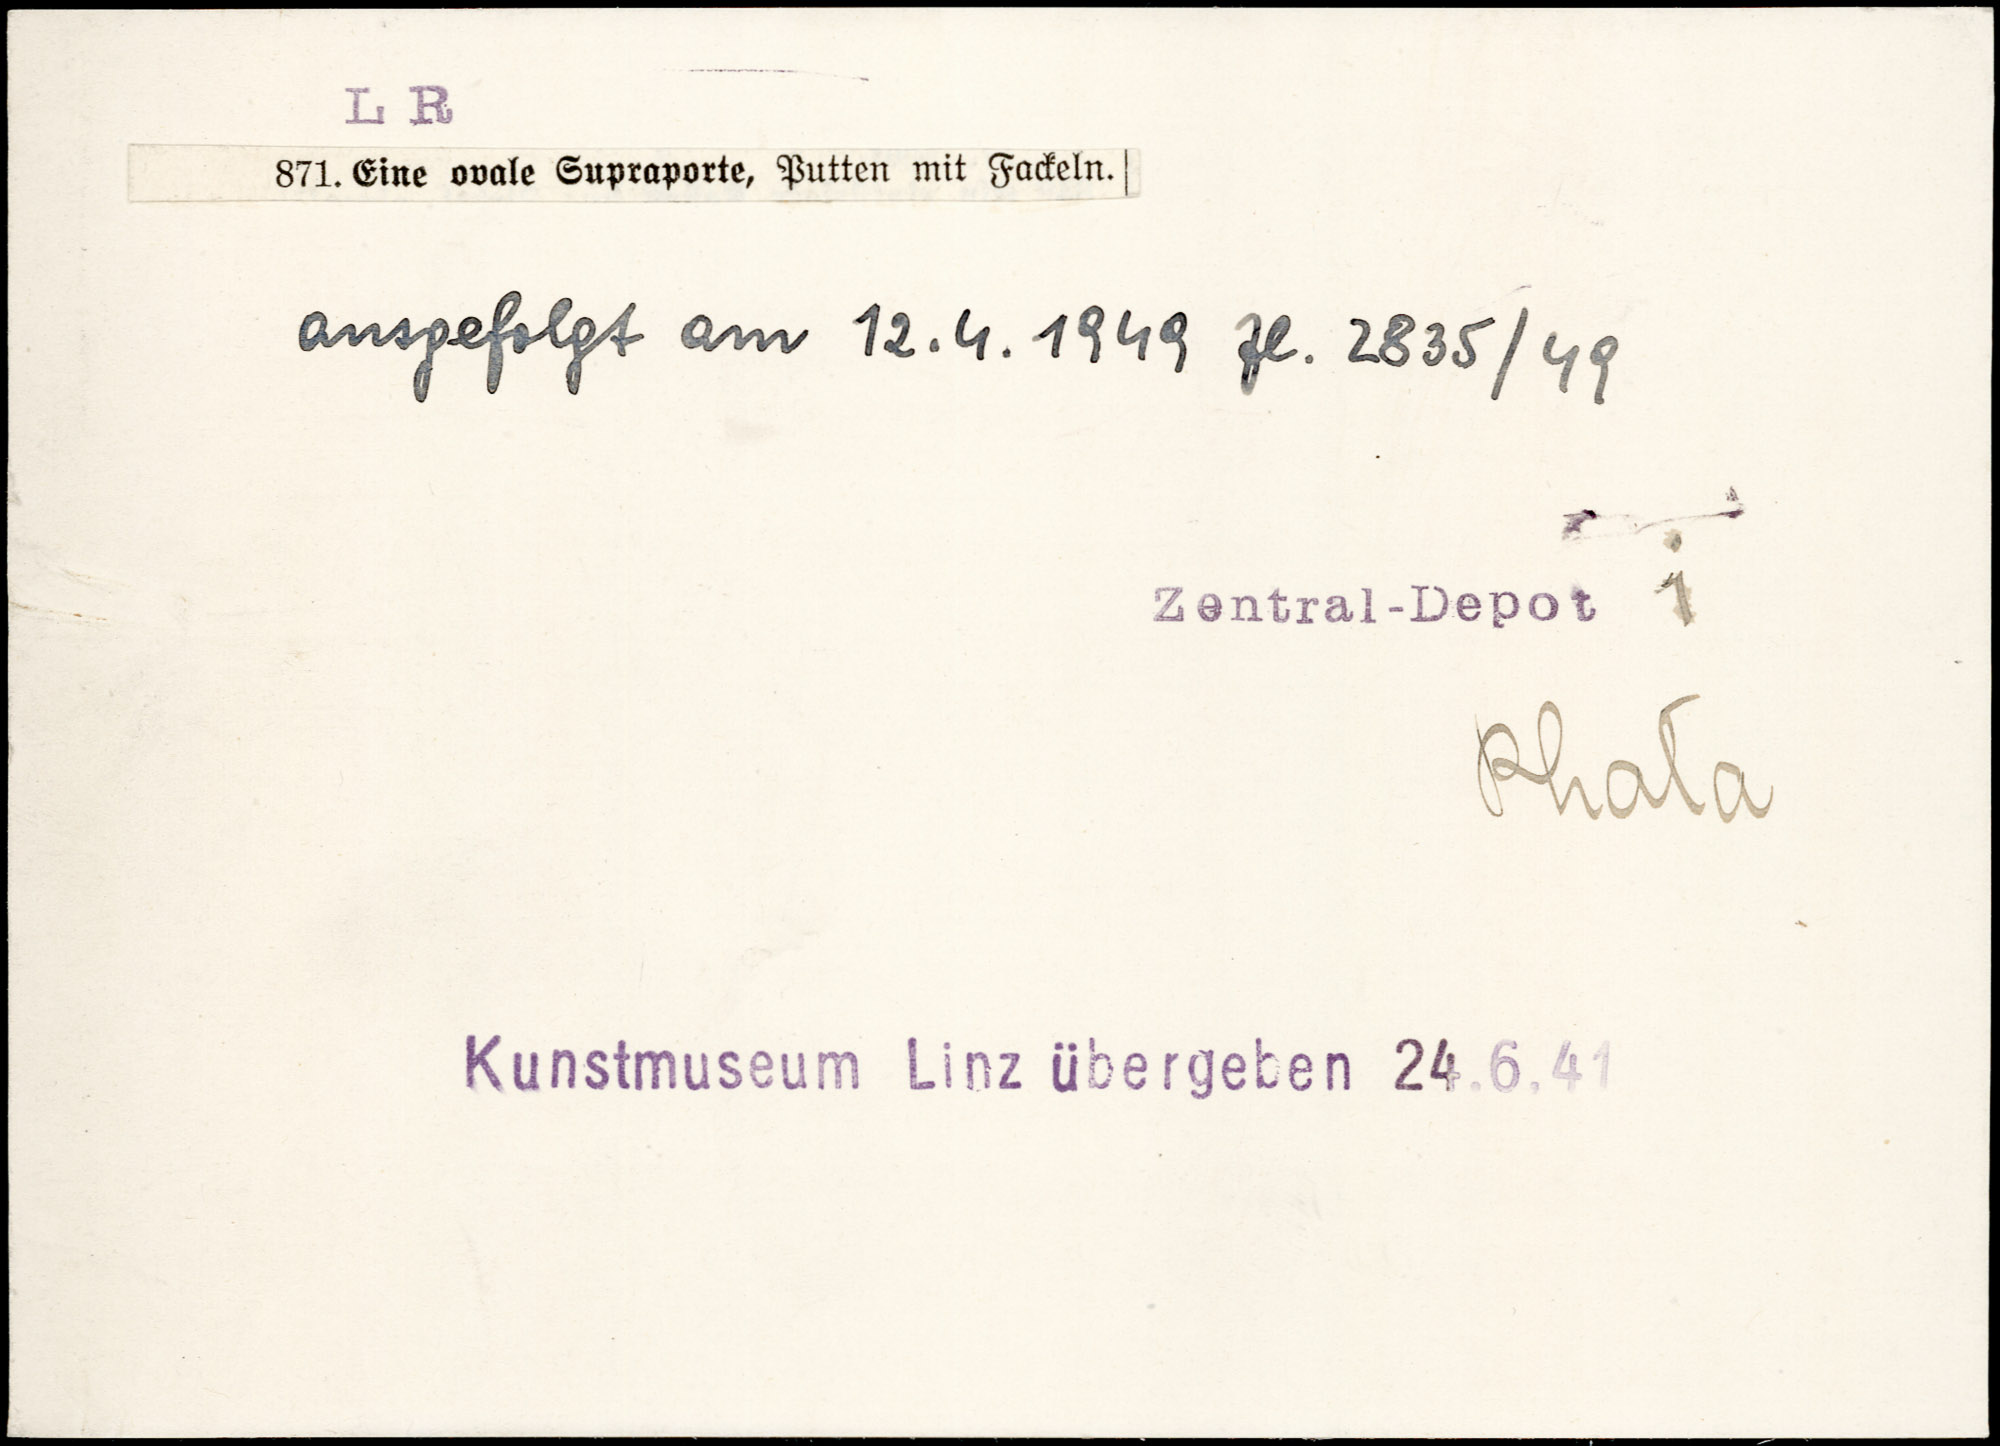 L R
871. Eine ovale Supraporte, Putten mit Fackeln.
ausgefolgt am 12.4.1949 Zl. 2835/49
Zentral-Depot 1
Kunstmuseum Linz übergeben 24.6.41